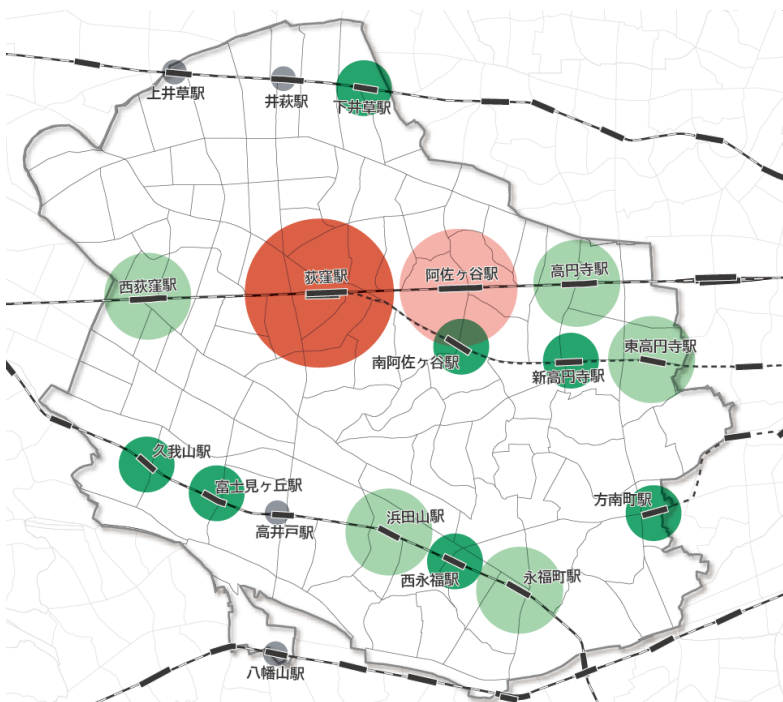 上井草駅
井荻駅
下井草駅
西荻窪駅
荻窪駅
阿佐ヶ谷駅
高円寺駅
南阿佐ヶ谷駅
新高円寺駅
東高円寺駅
久我山駅
富士見ヶ丘駅
高井戸駅
浜田山駅
西永福駅
永福町駅
方南町駅
八幡山駅